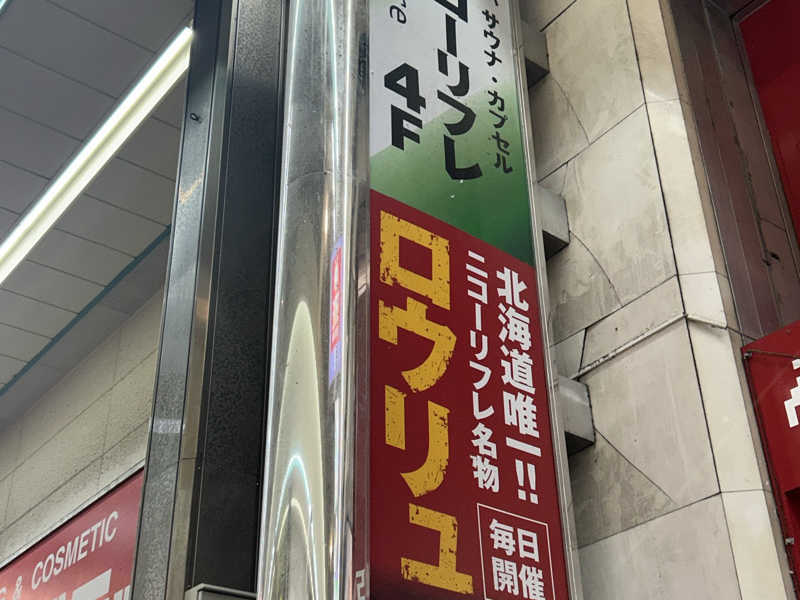 サウナ・カプセル
コーリフレ
4F
北海道唯一!!
ニコーリフレ名物
ロウリュ
毎日
開催
& COSMETIC